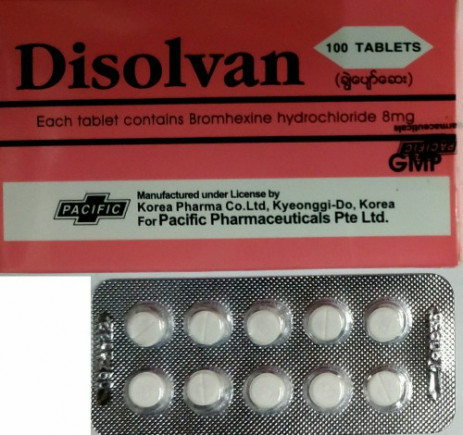 Disolvan
100 TABLETS
(ချွဲပျော်ဆေး)
Each tablet contains Bromhexine hydrochloride 8mg
PACIFIC
GMP
PACIFIC
Manufactured under License by
Korea Pharma Co.Ltd, Kyeonggi-Do, Korea
For Pacific Pharmaceuticals Pte Ltd.